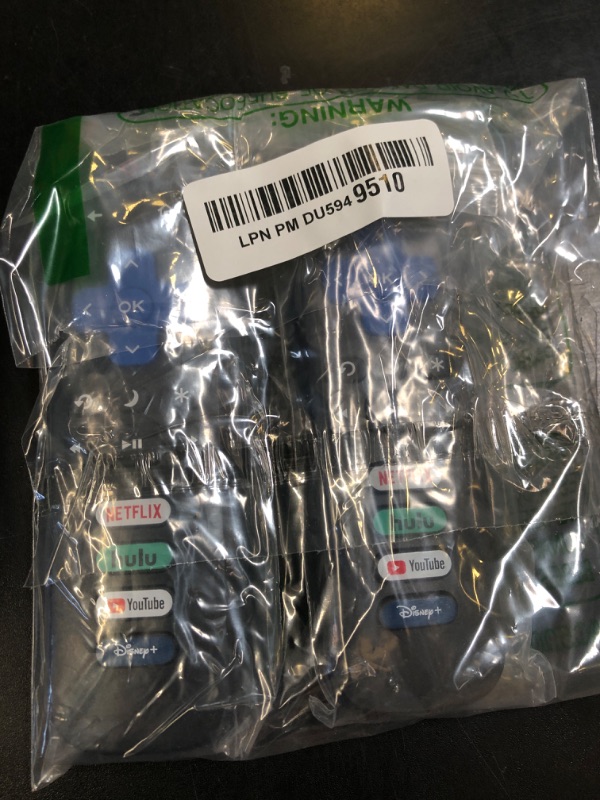 WARNING:
LPN PM DU594 9510
OK
OK
NETFLIX
hulu
YouTube
Disney+
NETFLIX
hulu
YouTube
Disney+